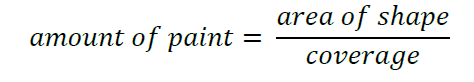 amount of paint = area of shape / coverage